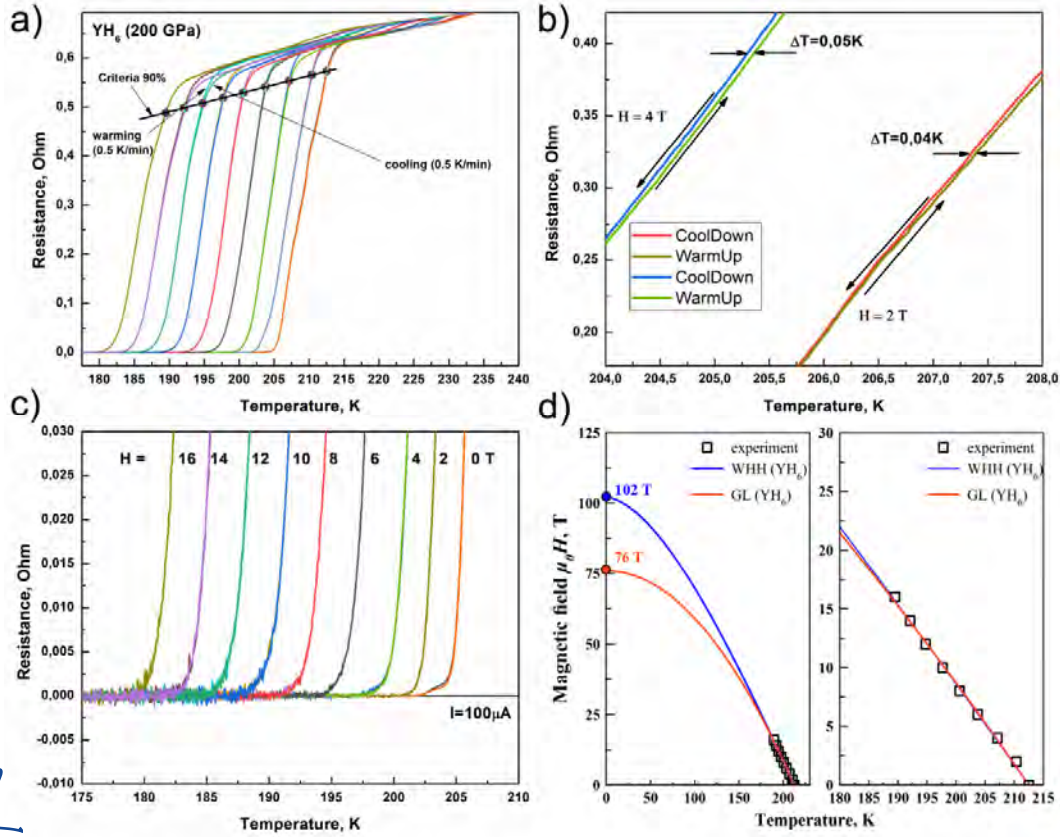 a)
YH₆ (200 GPa)
Criteria 90%
warming
(0.5 K/min)
cooling (0.5 K/min)
Resistance, Ohm
0,6
0,5
0,4
0,3
0,2
0,1
0,0
180 185 190 195 200 205 210 215 220 225 230 235 240
Temperature, K
b)
ΔT=0,05K
H = 4 T
ΔT=0,04K
H = 2 T
CoolDown
WarmUp
CoolDown
WarmUp
Resistance, Ohm
0,40
0,35
0,30
0,25
0,20
204,0 204,5 205,0 205,5 206,0 206,5 207,0 207,5 208,0
Temperature, K
c)
H = 16 14 12 10 8 6 4 2 0 T
I=100μA
Resistance, Ohm
0,030
0,025
0,020
0,015
0,010
0,005
0,000
-0,005
-0,010
175 180 185 190 195 200 205 210
Temperature, K
d)
experiment
WHH (YH₆)
GL (YH₆)
102 T
76 T
Magnetic field μ₀H, T
125
100
75
50
25
0
0 50 100 150 200
experiment
WHH (YH₆)
GL (YH₆)
30
25
20
15
10
5
0
180 185 190 195 200 205 210 215
Temperature, K